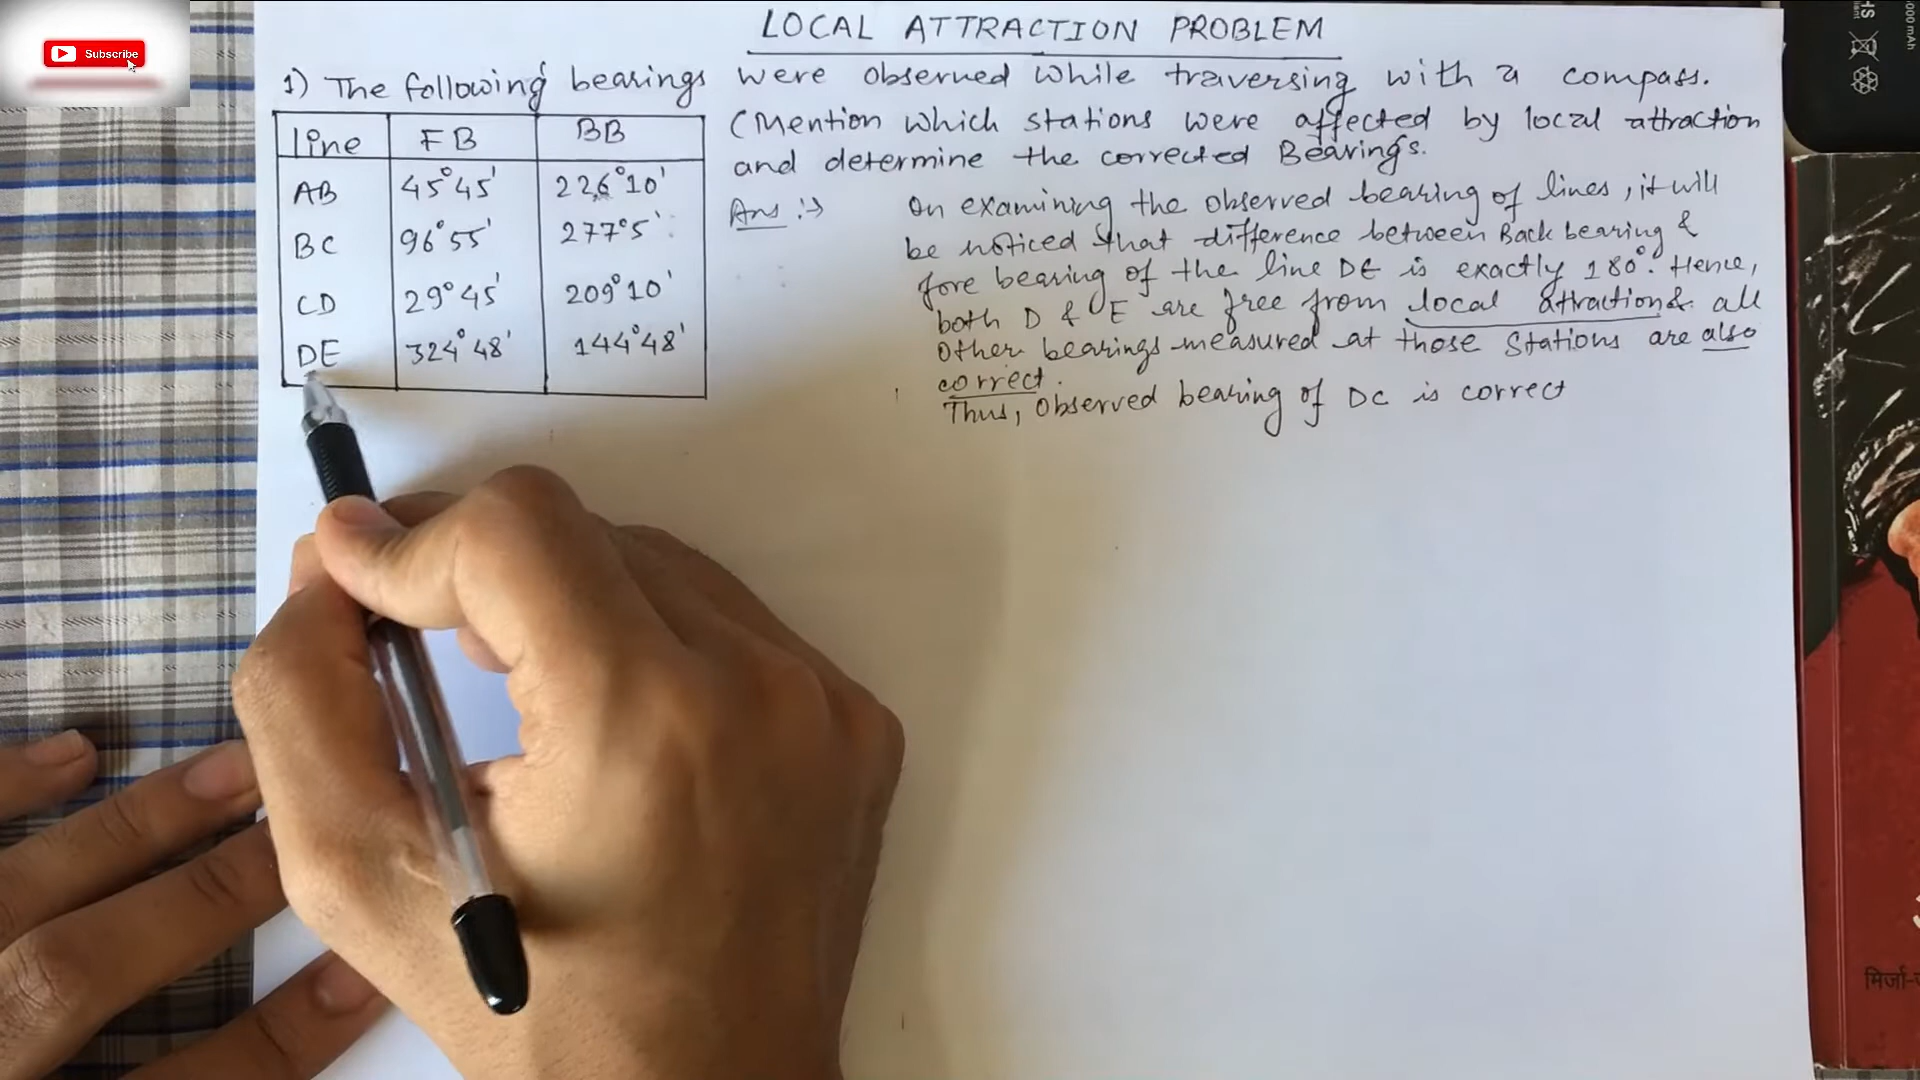 Subscribe
LOCAL ATTRACTION PROBLEM
1) The following bearings were observed while traversing with a compass.
(Mention which stations were affected by local attraction
and determine the corrected Bearings.
line FB BB
AB 45°45' 226°10'
BC 96°55' 277°5'
CD 29°45' 209°10'
DE 324°48' 144°48'
Ans :→ On examining the observed bearing of lines, it will
be noticed that difference between Back bearing &
fore bearing of the line DE is exactly 180°. Hence,
both D & E are free from local attraction & all
other bearings measured at those stations are also
correct.
Thus, observed bearing of DC is correct
HS
000mAh
मिर्जा-